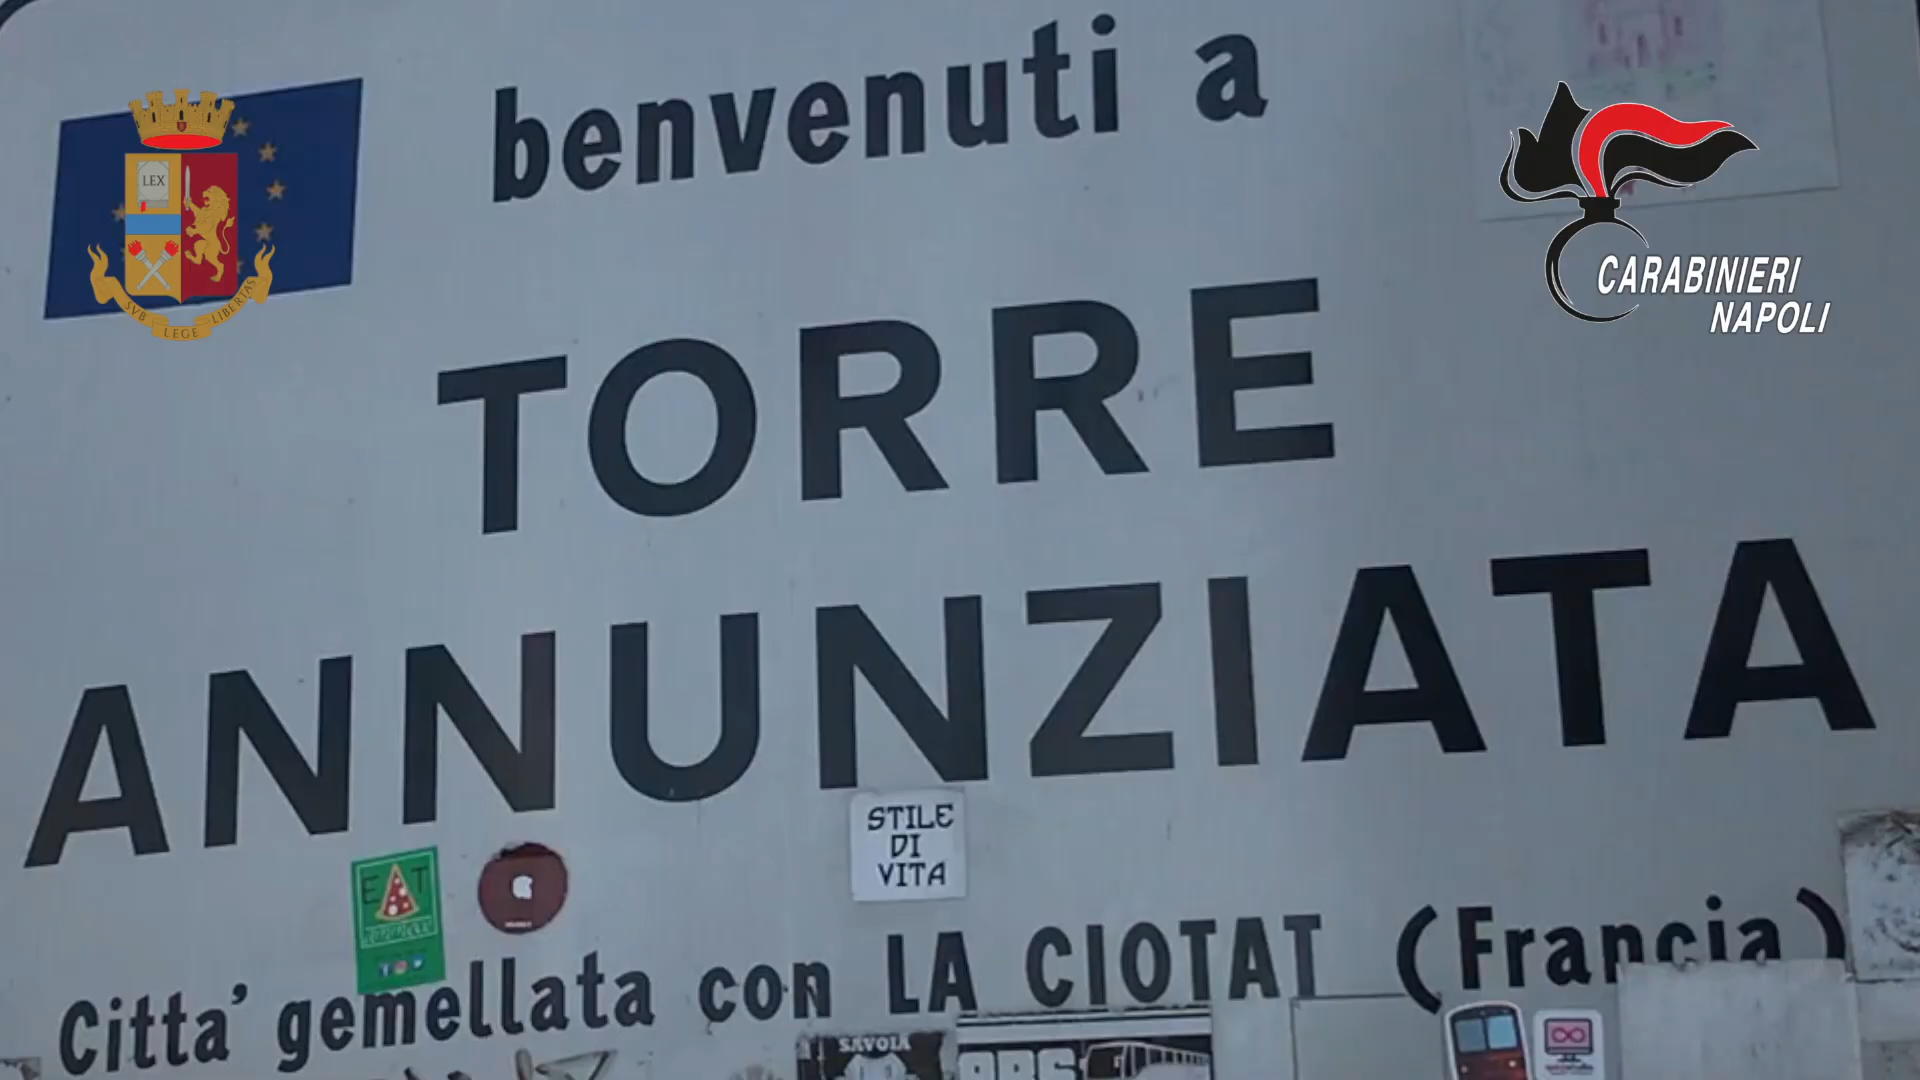 benvenuti a
LEX
SVB LEGE LIBERTAS
CARABINIERI
NAPOLI
TORRE
ANNUNZIATA
STILE
DI
VITA
EAT
Citta' gemellata con LA CIOTAT (Francia)
SAVOIA